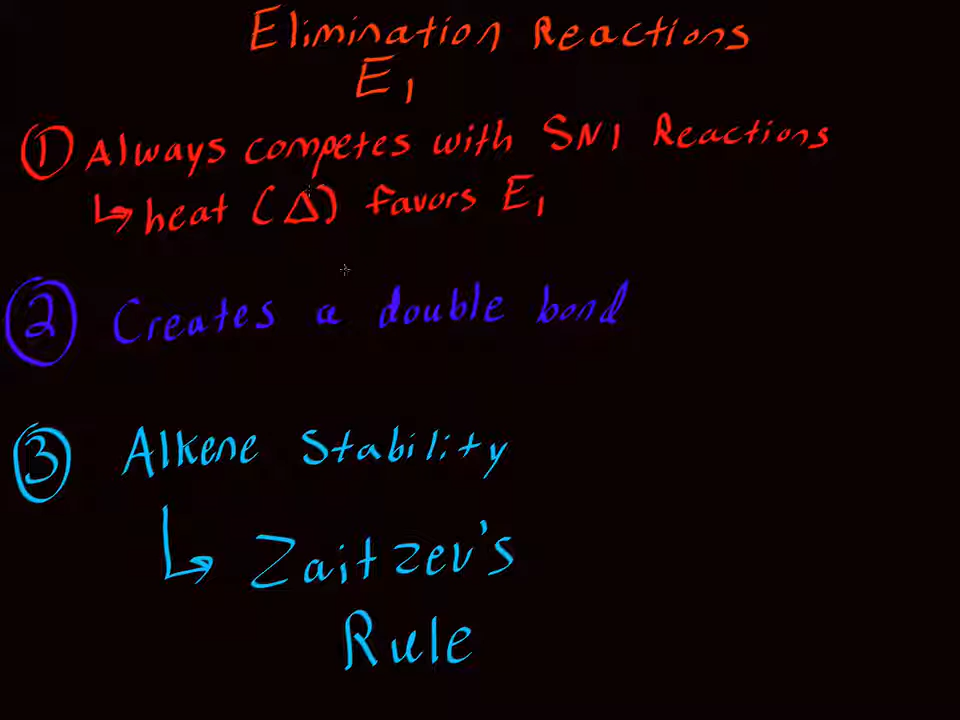 Elimination Reactions
E1
① Always competes with SN1 Reactions
↳ heat (Δ) favors E1
② Creates a double bond
③ Alkene Stability
↳ Zaitzev's
Rule